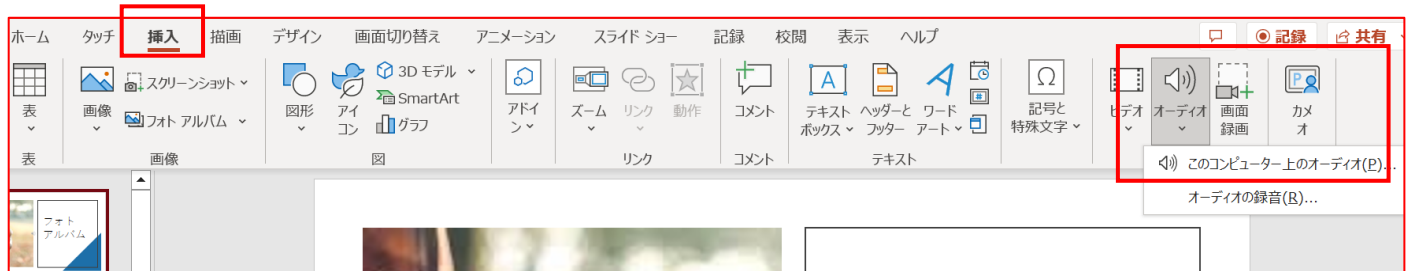 ホーム タッチ 挿入 描画 デザイン 画面切り替え アニメーション スライド ショー 記録 校閲 表示 ヘルプ 記録 共有
表
画像
スクリーンショット
フォト アルバム
図形
アイ
コン
3D モデル
SmartArt
グラフ
アドイ
ン
ズーム
リンク
動作
コメント
テキスト
ボックス
ヘッダーと
フッター
ワード
アート
記号と
特殊文字
ビデオ
オーディオ
画面
録画
カメ
オ
表 画像 図 リンク コメント テキスト
このコンピューター上のオーディオ(P)...
オーディオの録音(R)...
フォト
アルバム